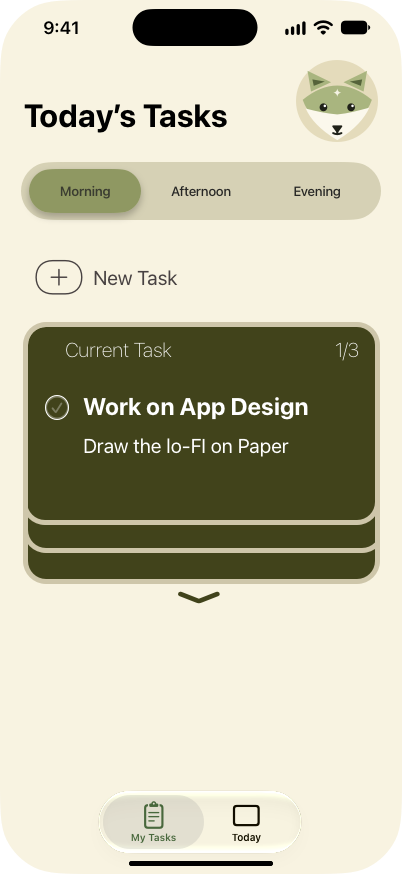 9:41
Today’s Tasks
Morning Afternoon Evening
New Task
Current Task 1/3
Work on App Design
Draw the lo-FI on Paper
My Tasks Today